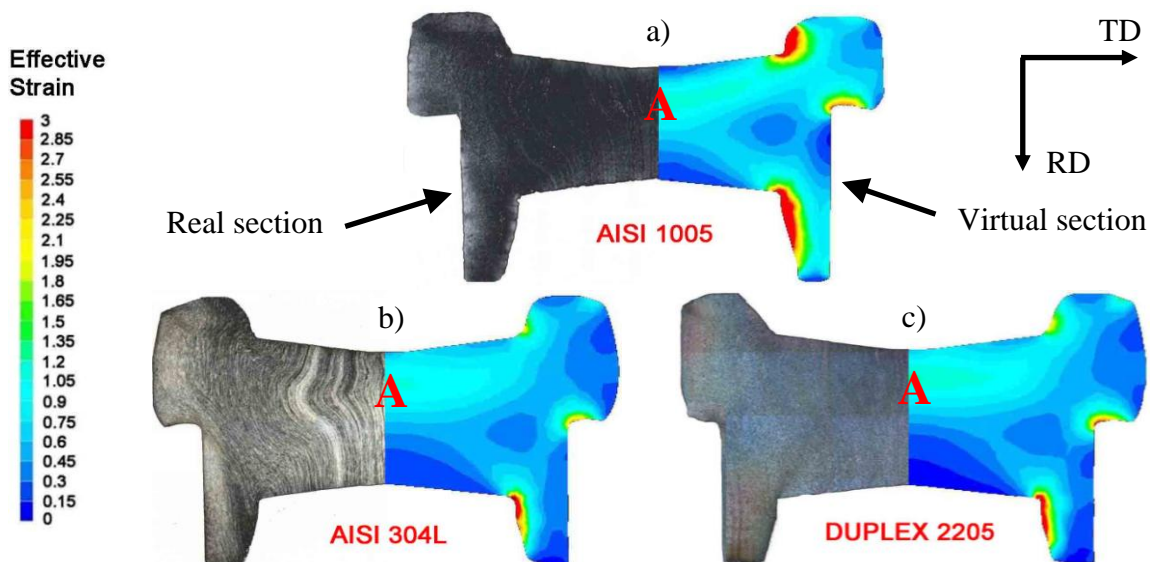 a)
TD
RD
Effective
Strain
3
2.85
2.7
2.55
2.4
2.25
2.1
1.95
1.8
1.65
1.5
1.35
1.2
1.05
0.9
0.75
0.6
0.45
0.3
0.15
0
A
Real section
Virtual section
AISI 1005
b)
A
AISI 304L
c)
A
DUPLEX 2205